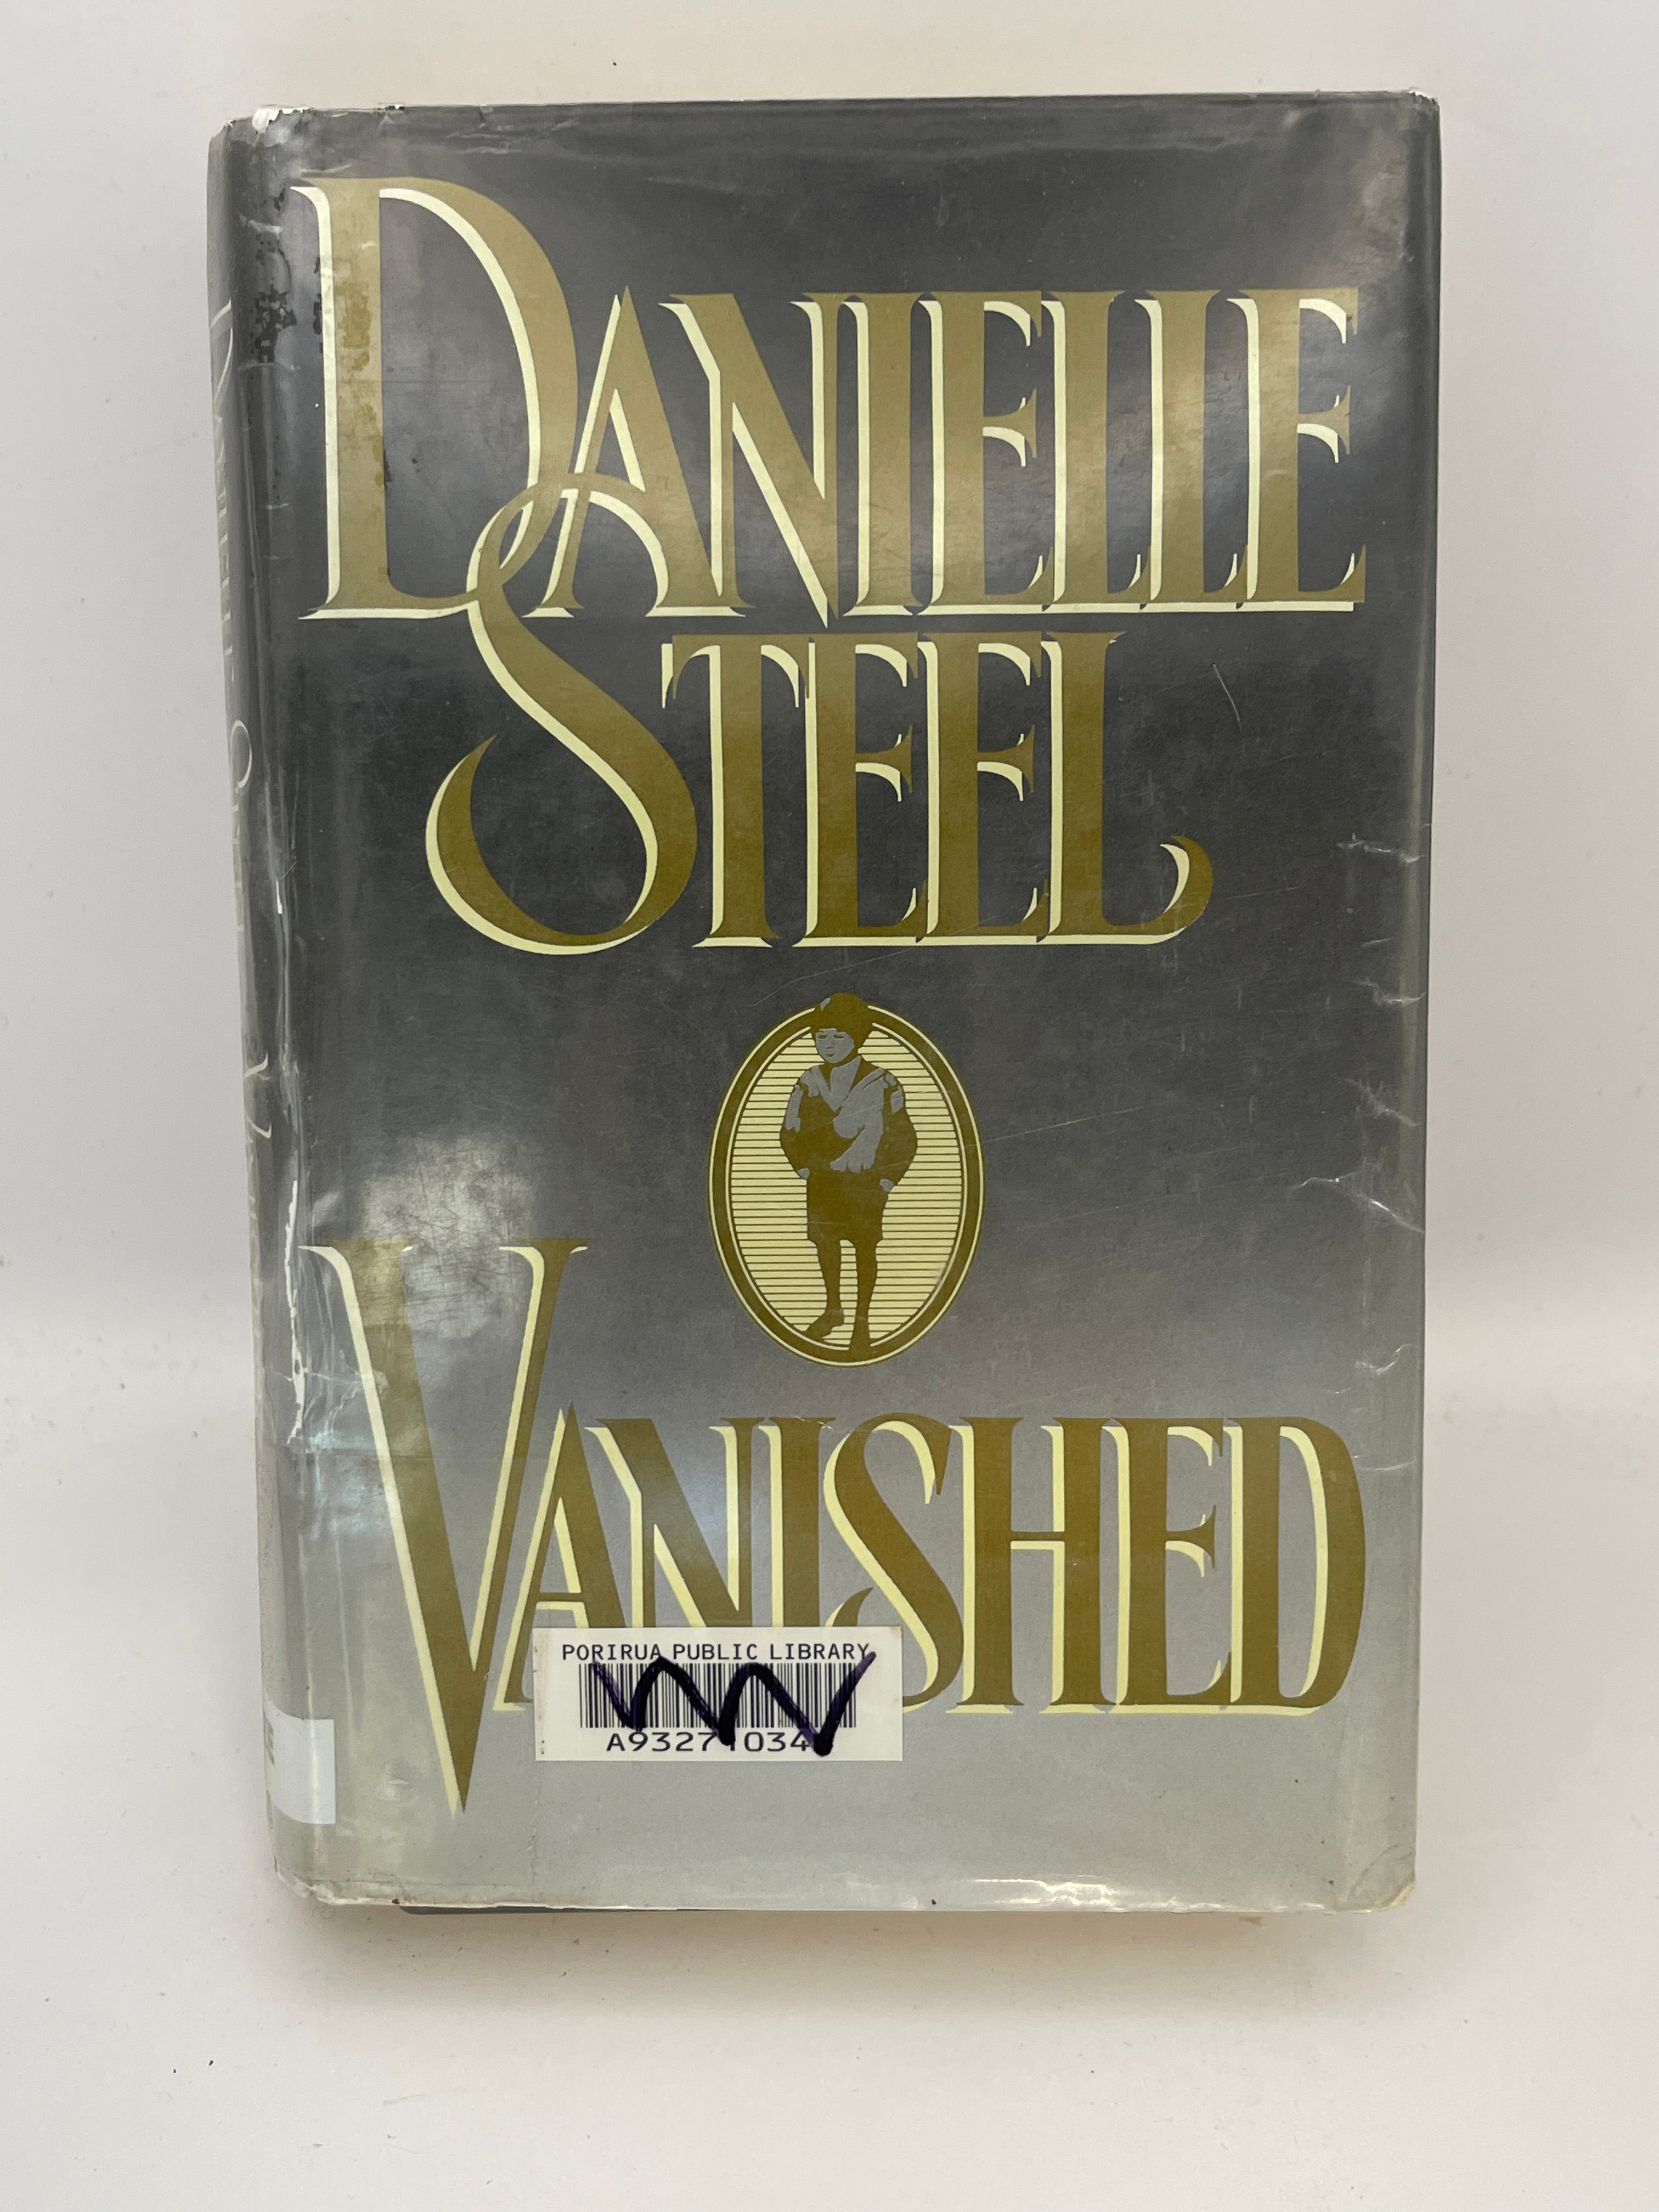 DANIELLE
STEEL
VANISHED
PORIRUA PUBLIC LIBRARY